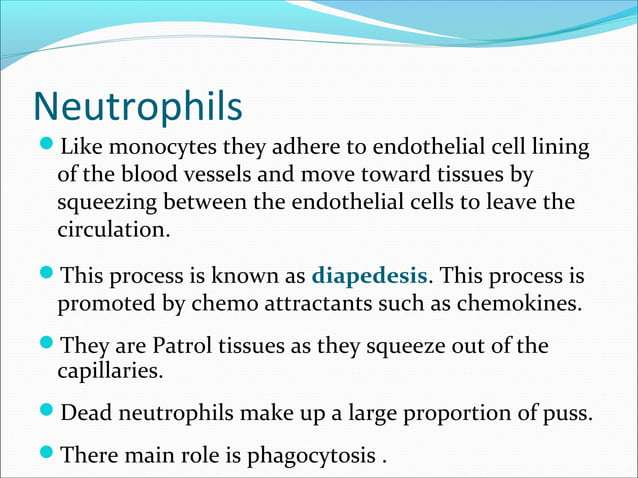 Neutrophils
Like monocytes they adhere to endothelial cell lining
of the blood vessels and move toward tissues by
squeezing between the endothelial cells to leave the
circulation.
This process is known as diapedesis. This process is
promoted by chemo attractants such as chemokines.
They are Patrol tissues as they squeeze out of the
capillaries.
Dead neutrophils make up a large proportion of puss.
There main role is phagocytosis .